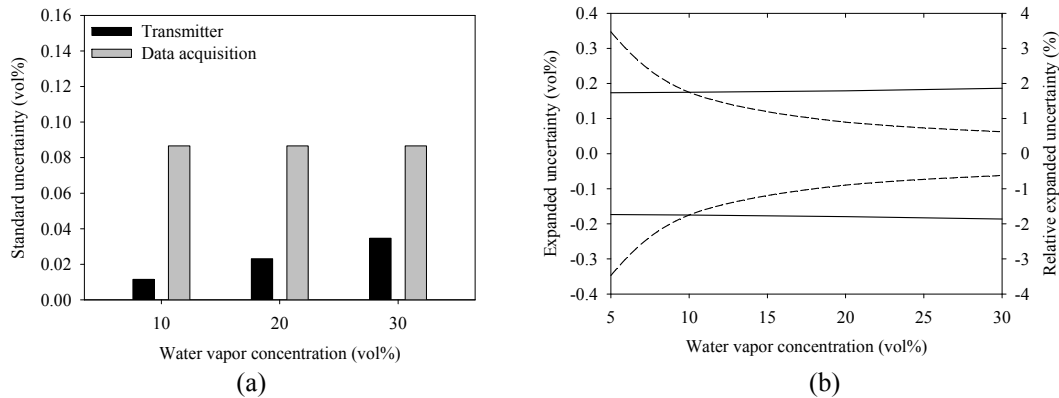 0.16
0.14
0.12
0.10
0.08
0.06
0.04
0.02
0.00
Standard uncertainty (vol%)
Transmitter
Data acquisition
10 20 30
Water vapor concentration (vol%)
(a)
0.4
0.3
0.2
0.1
0.0
-0.1
-0.2
-0.3
-0.4
Expanded uncertainty (vol%)
4
3
2
1
0
-1
-2
-3
-4
Relative expanded uncertainty (%)
5 10 15 20 25 30
Water vapor concentration (vol%)
(b)